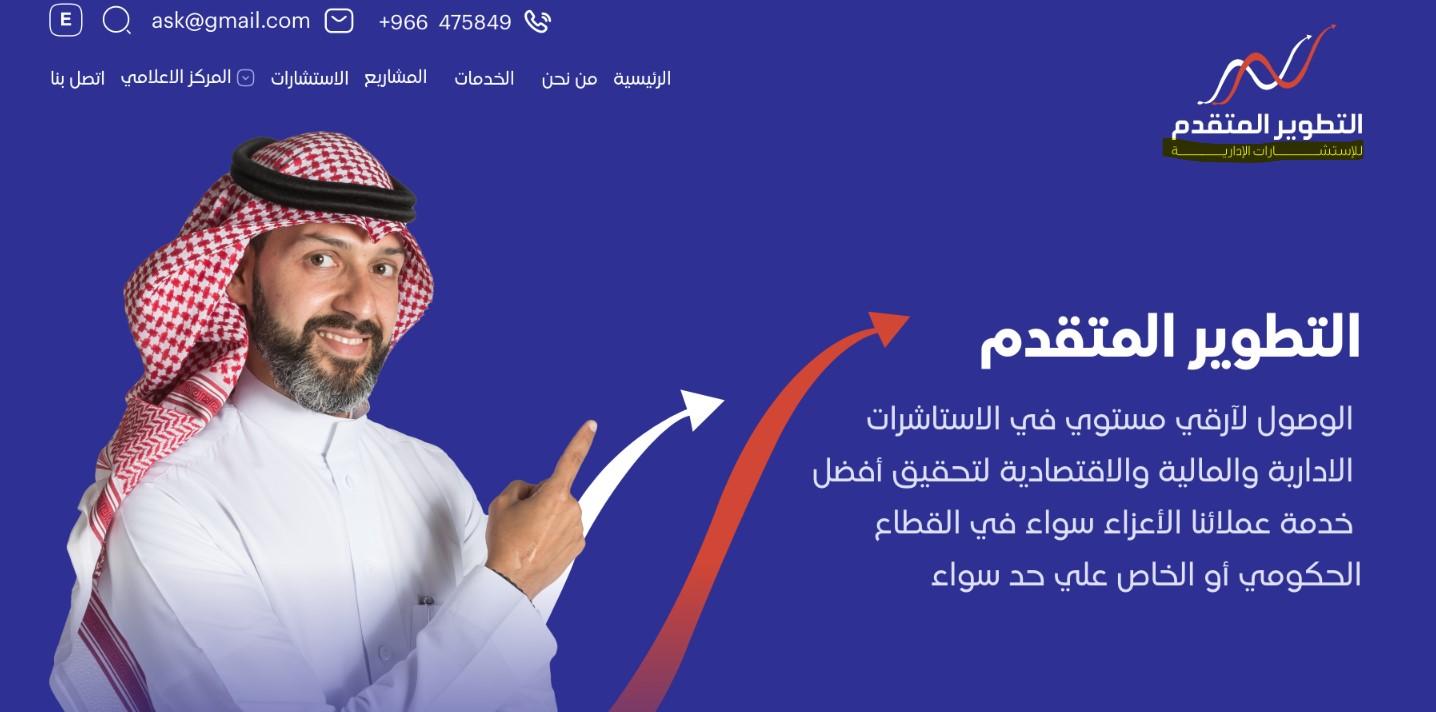 E ask@gmail.com +966 475849
الرئيسية من نحن الخدمات المشاريع الاستشارات المركز الاعلامي اتصل بنا
التطوير المتقدم
للإستشــــــارات الإداريــــــة
التطوير المتقدم
الوصول لآرقي مستوي في الاستاشرات
الادارية والمالية والاقتصادية لتحقيق أفضل
خدمة عملائنا الأعزاء سواء في القطاع
الحكومي أو الخاص علي حد سواء